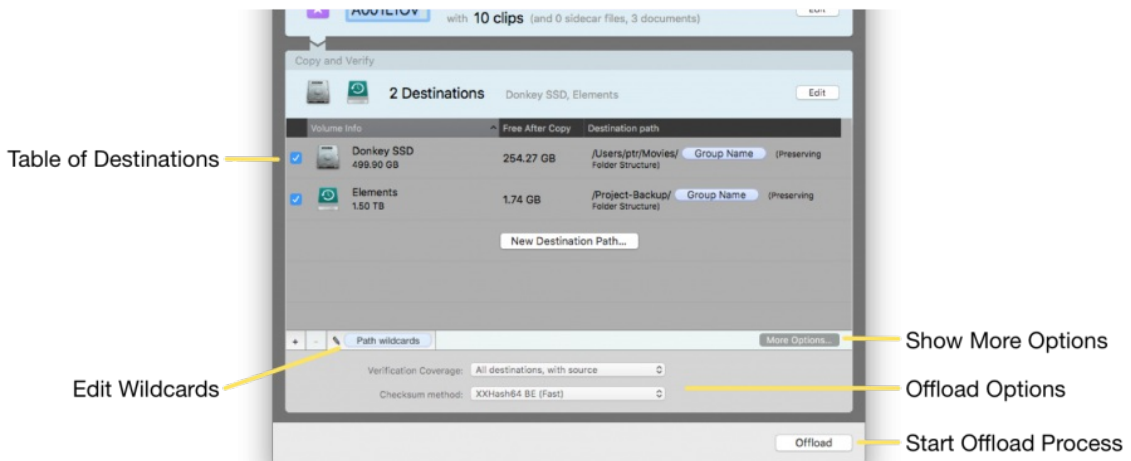 with 10 clips (and 0 sidecar files, 3 documents)
Copy and Verify
2 Destinations Donkey SSD, Elements Edit
Volume Info Free After Copy Destination path
Table of Destinations
Donkey SSD 254.27 GB /Users/ptr/Movies/ Group Name (Preserving
499.90 GB Folder Structure)
Elements 1.74 GB /Project-Backup/ Group Name (Preserving
1.50 TB Folder Structure)
New Destination Path...
+ - Path wildcards More Options...
Show More Options
Edit Wildcards
Verification Coverage: All destinations, with source
Offload Options
Checksum method: XXHash64 BE (Fast)
Offload
Start Offload Process